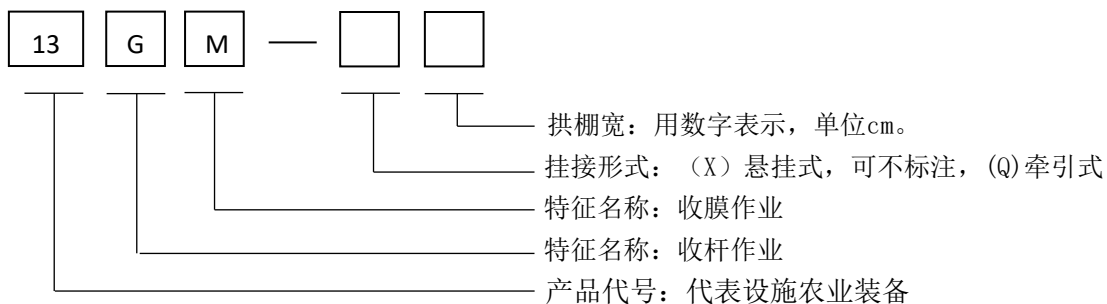 13 G M —
拱棚宽：用数字表示，单位cm。
挂接形式：（X）悬挂式，可不标注，(Q)牵引式
特征名称：收膜作业
特征名称：收杆作业
产品代号：代表设施农业装备